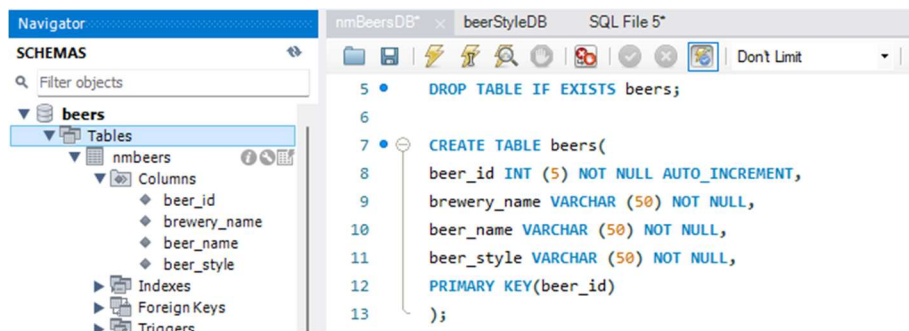 Navigator
SCHEMAS
Filter objects
beers
Tables
nmbeers
Columns
beer_id
brewery_name
beer_name
beer_style
Indexes
Foreign Keys
Triggers
nmBeersDB* × beerStyleDB SQL File 5*
Don't Limit
5 DROP TABLE IF EXISTS beers;
6
7 CREATE TABLE beers(
8 beer_id INT (5) NOT NULL AUTO_INCREMENT,
9 brewery_name VARCHAR (50) NOT NULL,
10 beer_name VARCHAR (50) NOT NULL,
11 beer_style VARCHAR (50) NOT NULL,
12 PRIMARY KEY(beer_id)
13 );